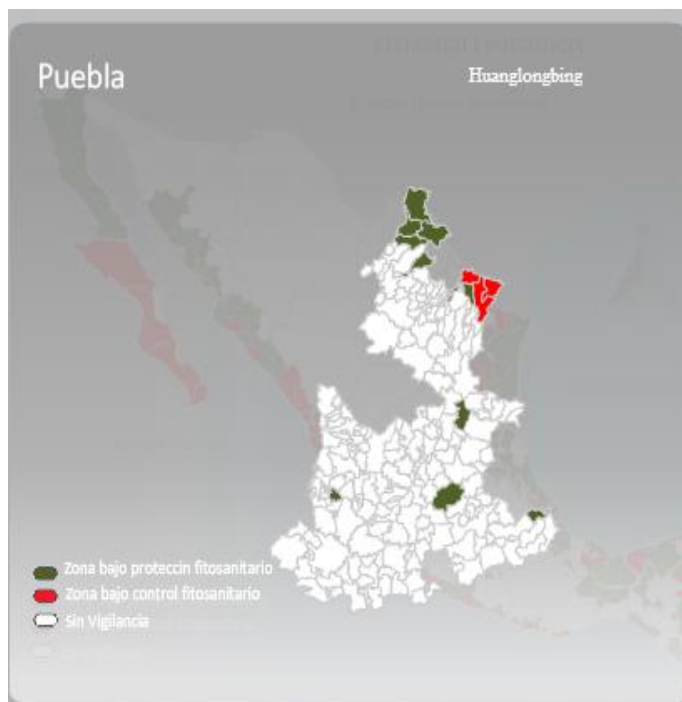 Puebla
Huanglongbing
Zona bajo proteccin fitosanitario
Zona bajo control fitosanitario
Sin Vigilancia